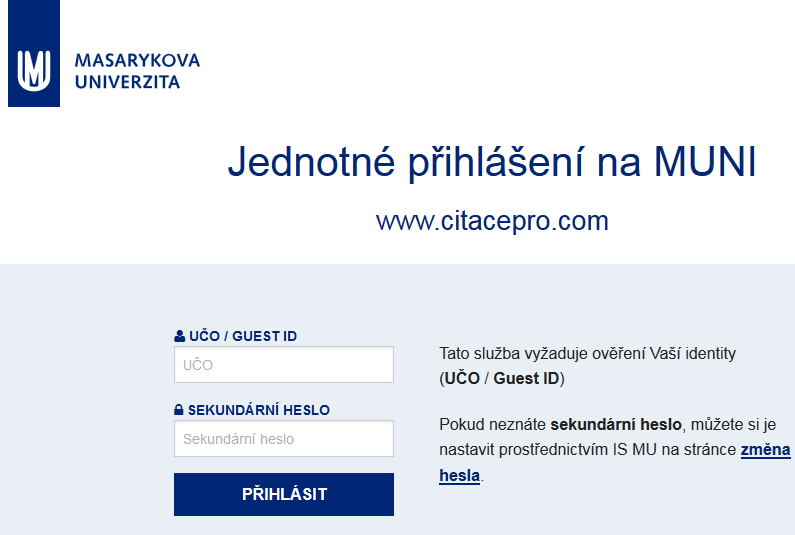 MASARYKOVA
UNIVERZITA
Jednotné přihlášení na MUNI
www.citacepro.com
UČO / GUEST ID
UČO
SEKUNDÁRNÍ HESLO
Sekundární heslo
PŘIHLÁSIT
Tato služba vyžaduje ověření Vaší identity
(UČO / Guest ID)
Pokud neznáte sekundární heslo, můžete si je
nastavit prostřednictvím IS MU na stránce změna
hesla.